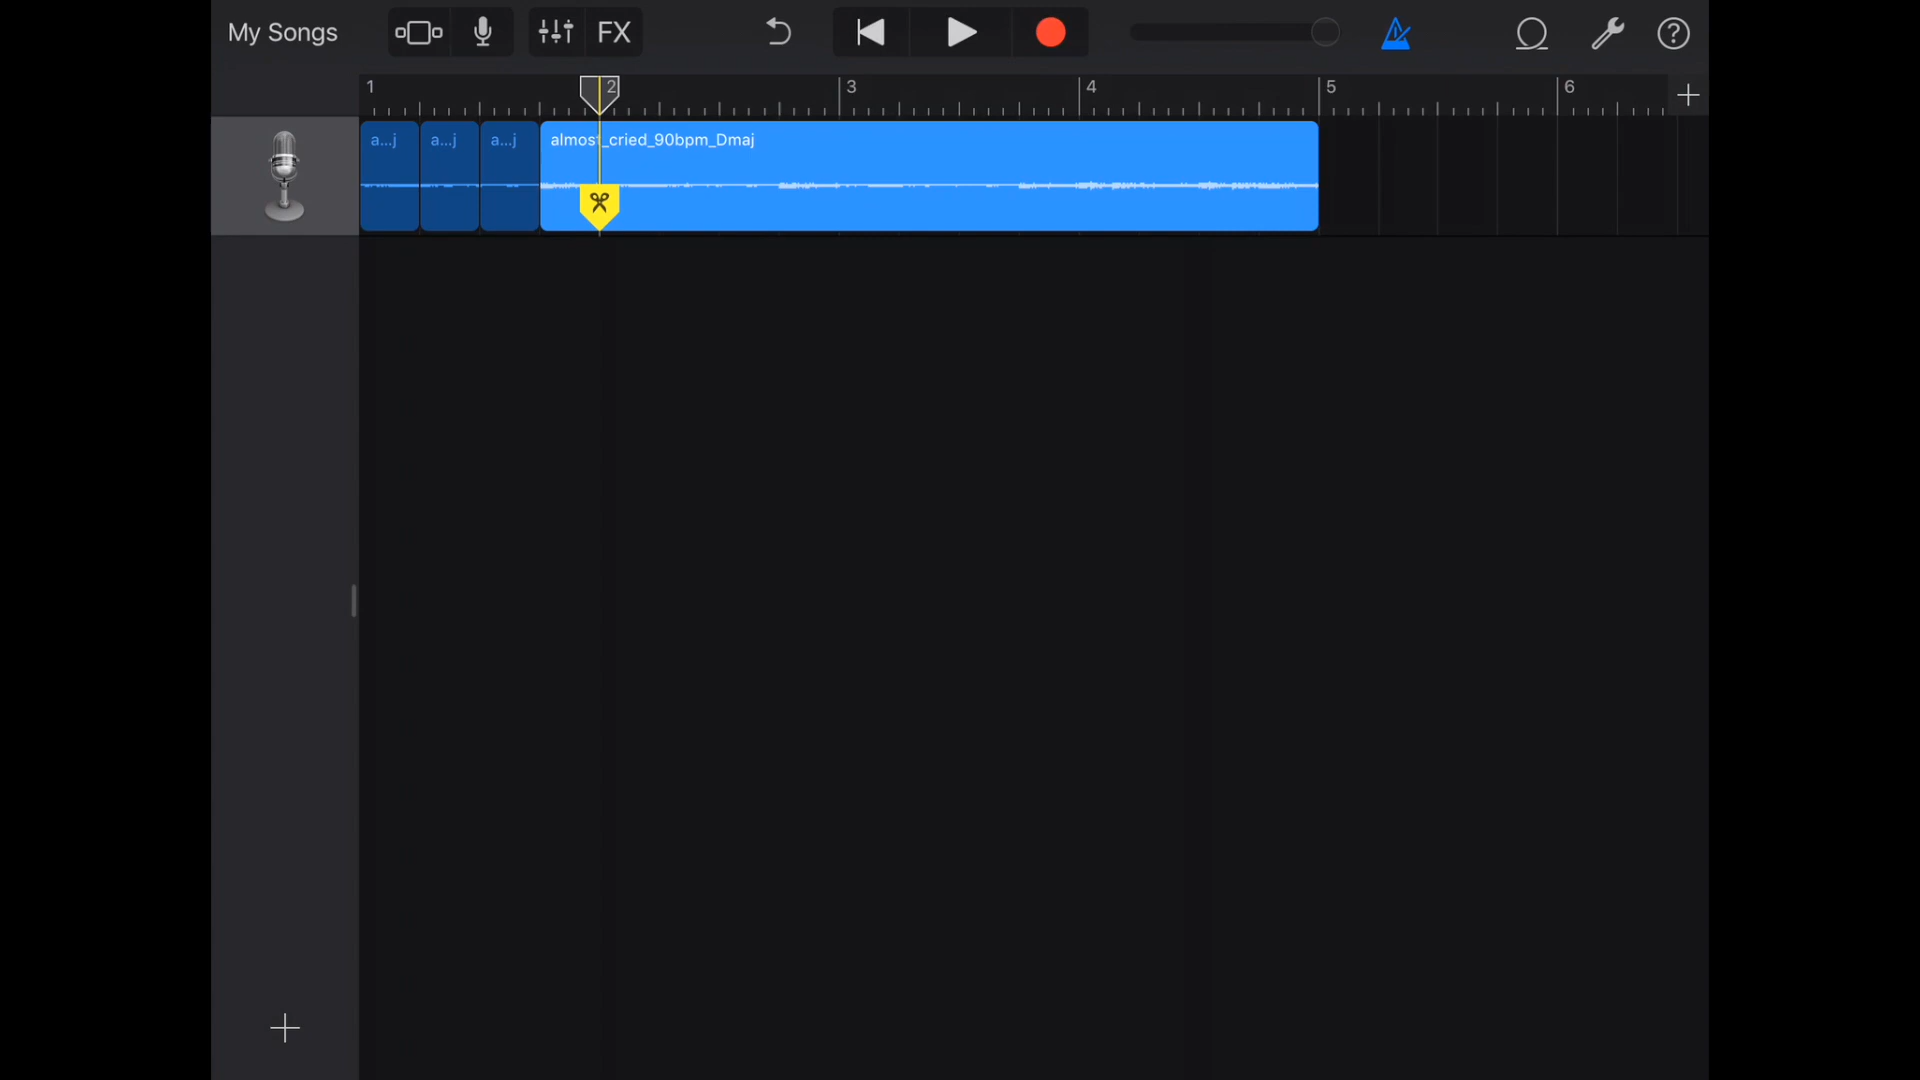 My Songs FX ?
1 2 3 4 5 6
a...j a...j a...j almost_cried_90bpm_Dmaj